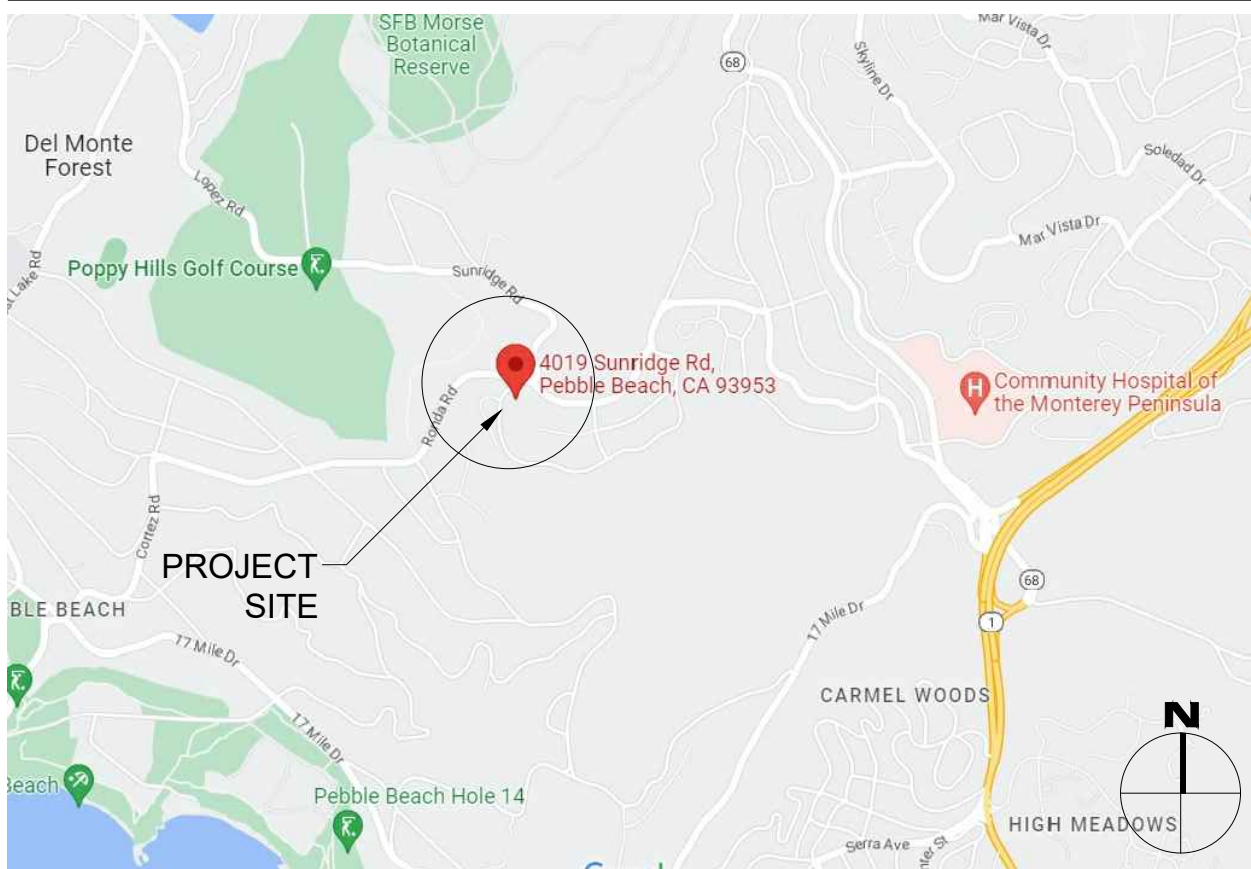 SFB Morse
Botanical
Reserve
Mar Vista Dr
68
Skyline Dr
Del Monte
Forest
Soledad Dr
Lopez Rd
Mar Vista Dr
Poppy Hills Golf Course
Lake Rd
Sunridge Rd
4019 Sunridge Rd,
Pebble Beach, CA 93953
H
Community Hospital of
the Monterey Peninsula
Ronda Rd
Cortez Rd
PROJECT
SITE
68
BLE BEACH
1
17 Mile Dr
17 Mile Dr
CARMEL WOODS
N
17 Mile Dr
Beach
Pebble Beach Hole 14
HIGH MEADOWS
Serra Ave